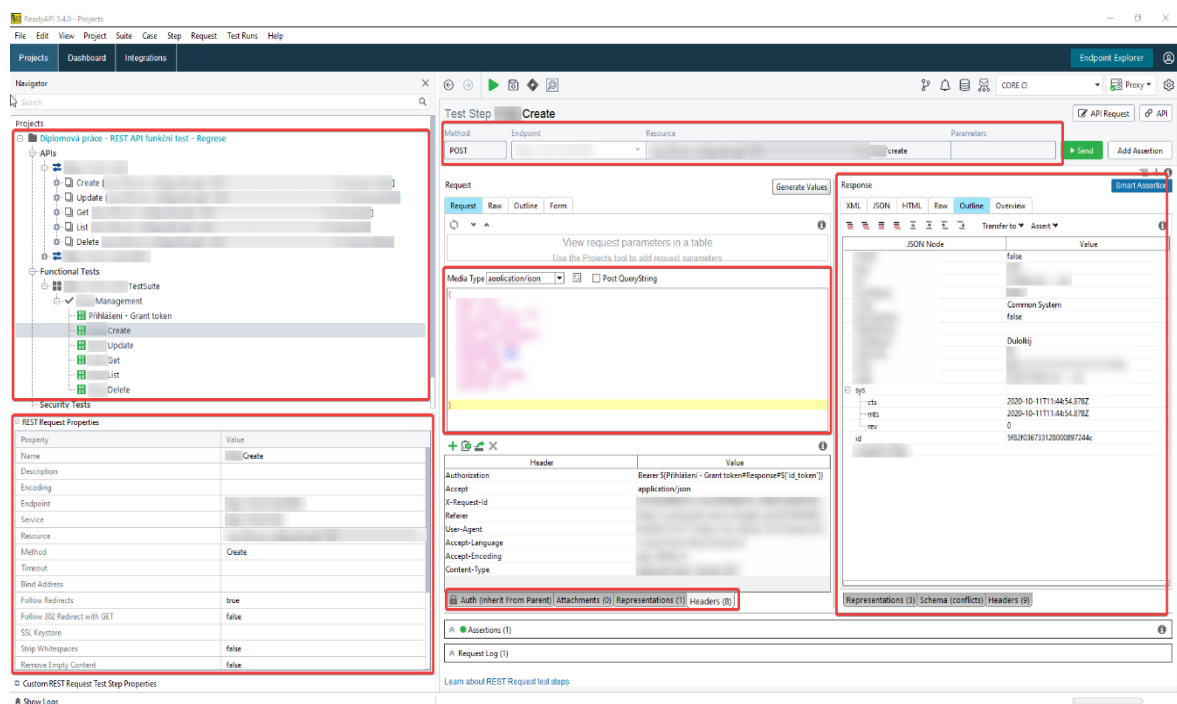 ReadyAPI 3.4.0 - Projects
File Edit View Project Suite Case Step Request TestRuns Help
Projects Dashboard Integrations Endpoint Explorer
Navigator
CORE CI Proxy
Search
Test Step Create API Request API
Projects
Diplomová práce - REST API funkční test - Regrese
Method Endpoint Resource Parameters
APIs
POST create Send Add Assertion
Create [ ]
Update [
Get ]
List
Delete
Functional Tests
TestSuite
Management
Přihlášení - Grant token
Create
Update
Get
List
Delete
Security Tests
Request Generate Values
Request Raw Outline Form
View request parameters in a table
Use the Projects tool to add request parameters
Media Type application/json Post QueryString
{
}
Header Value
Authorization Bearer ${Přihlášení - Grant token#Response#$['id_token']}
Accept application/json
X-Request-Id
Referer
User-Agent
Accept-Language
Accept-Encoding
Content-Type
Auth (Inherit From Parent) Attachments (0) Representations (1) Headers (8)
Response Smart Assertion
XML JSON HTML Raw Outline Overview
Transfer to Assert
JSON Node Value
false
Common System
false
Dulolkij
sys
cts 2020-10-11T11:44:54.878Z
mts 2020-10-11T11:44:54.878Z
rev 0
id 5f82f036733128000897244c
Representations (3) Schema (conflicts) Headers (9)
REST Request Properties
Property Value
Name Create
Description
Encoding
Endpoint
Service
Resource
Method Create
Timeout
Bind Address
Follow Redirects true
Follow 302 Redirect with GET false
SSL Keystore
Strip Whitespaces false
Remove Empty Content false
Custom REST Request Test Step Properties
Show Logs
Assertions (1)
Request Log (1)
Learn about REST Request test steps